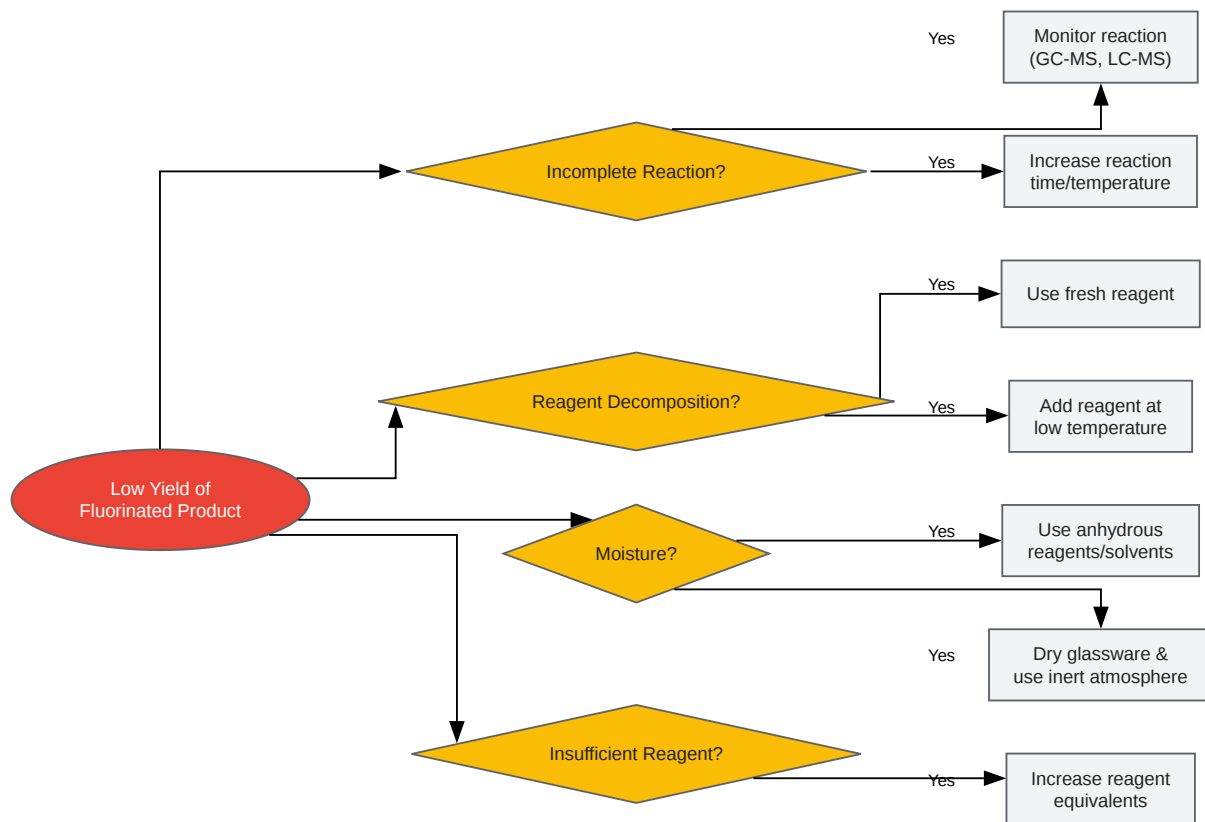 Yes
Monitor reaction
(GC-MS, LC-MS)
Incomplete Reaction?
Yes
Increase reaction
time/temperature
Yes
Use fresh reagent
Reagent Decomposition?
Yes
Add reagent at
low temperature
Low Yield of
Fluorinated Product
Moisture?
Yes
Use anhydrous
reagents/solvents
Yes
Dry glassware &
use inert atmosphere
Insufficient Reagent?
Yes
Increase reagent
equivalents